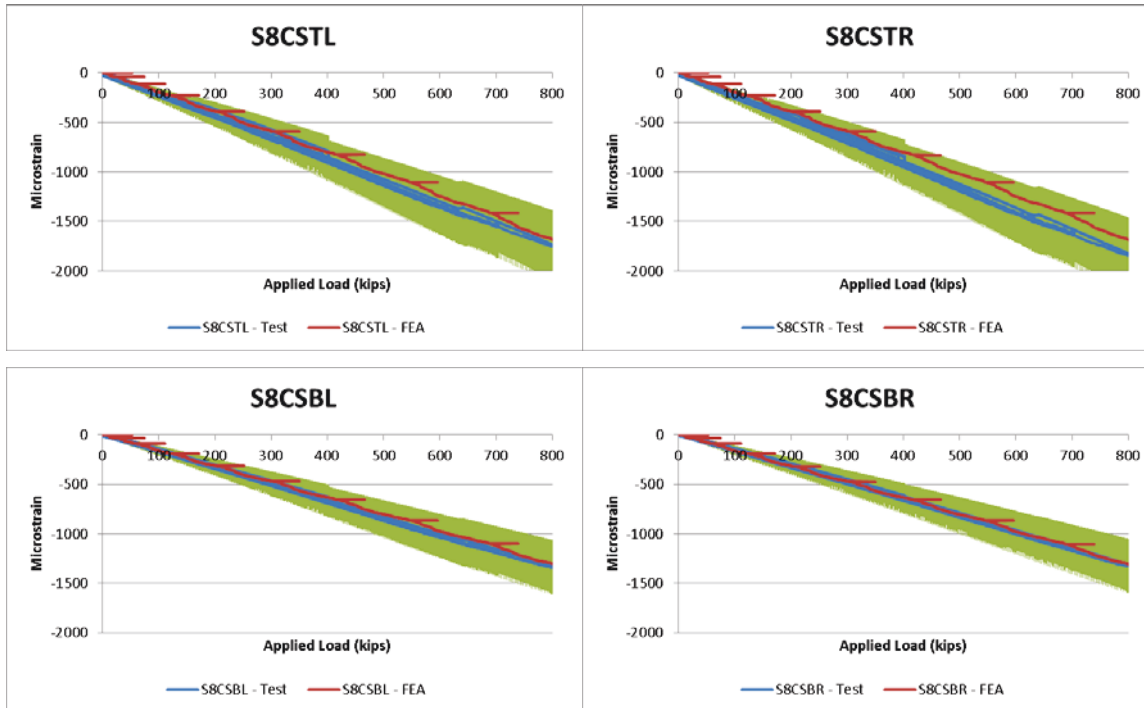 S8CSTL
0
0 100 200 300 400 500 600 700 800
-500
-1000
-1500
-2000
Microstrain
Applied Load (kips)
S8CSTL - Test S8CSTL - FEA
S8CSTR
0
0 100 200 300 400 500 600 700 800
-500
-1000
-1500
-2000
Microstrain
Applied Load (kips)
S8CSTR - Test S8CSTR - FEA
S8CSBL
0
0 100 200 300 400 500 600 700 800
-500
-1000
-1500
-2000
Microstrain
Applied Load (kips)
S8CSBL - Test S8CSBL - FEA
S8CSBR
0
0 100 200 300 400 500 600 700 800
-500
-1000
-1500
-2000
Microstrain
Applied Load (kips)
S8CSBR - Test S8CSBR - FEA